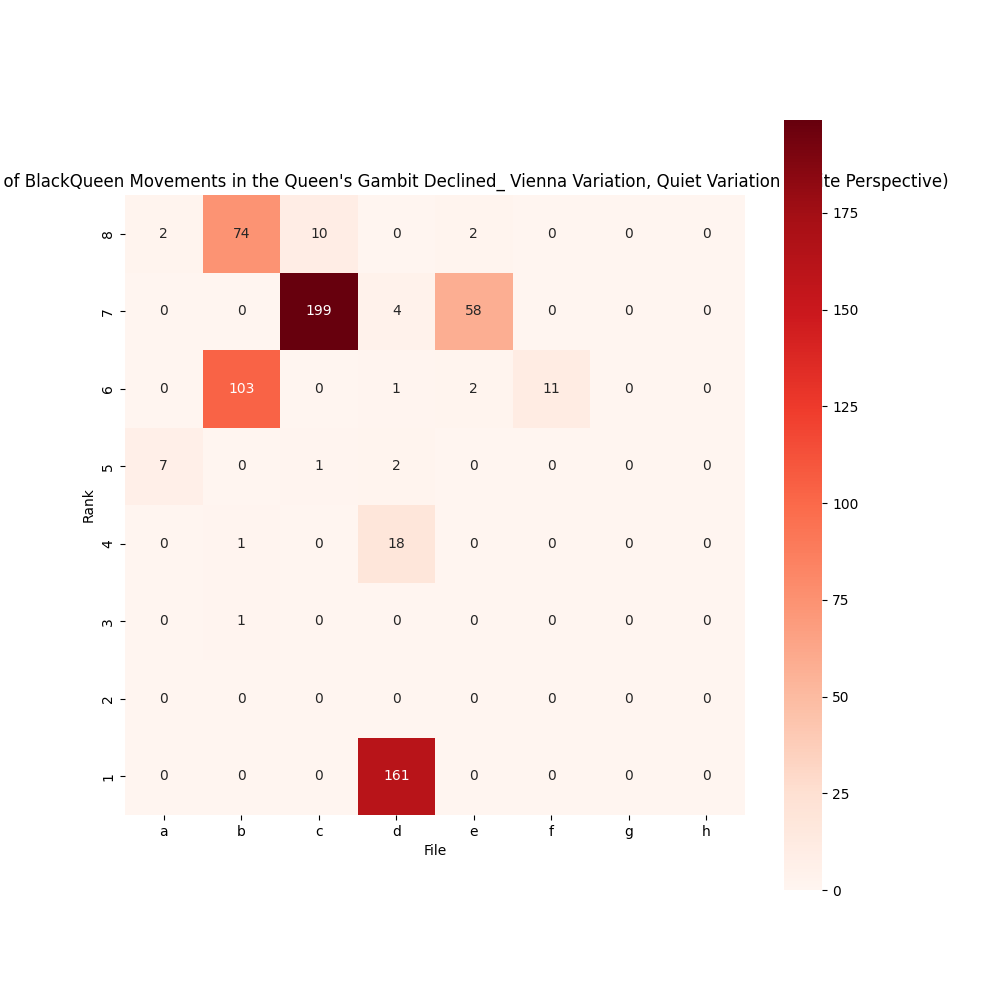 of BlackQueen Movements in the Queen's Gambit Declined_ Vienna Variation, Quiet Variation te Perspective)
175
8 2 74 10 0 2 0 0 0
7 0 0 199 4 58 0 0 0
150
125
6 0 103 0 1 2 11 0 0
5 7 0 1 2 0 0 0 0
Rank
100
4 0 1 0 18 0 0 0 0
75
3 0 1 0 0 0 0 0 0
50
2 0 0 0 0 0 0 0 0
25
1 0 0 0 161 0 0 0 0
a b c d e f g h
File
0